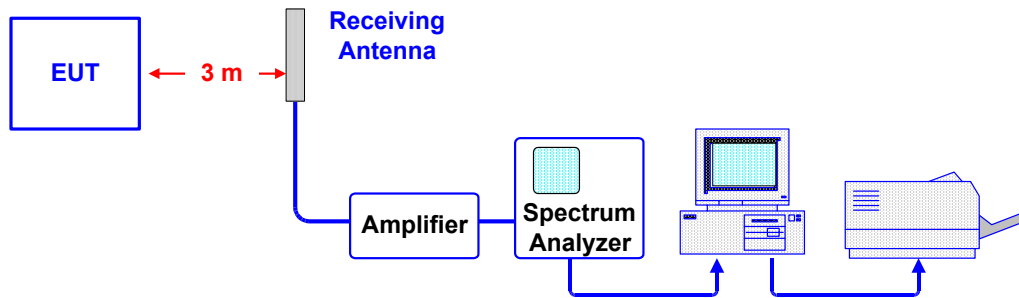 EUT
3 m
Receiving
Antenna
Amplifier
Spectrum
Analyzer